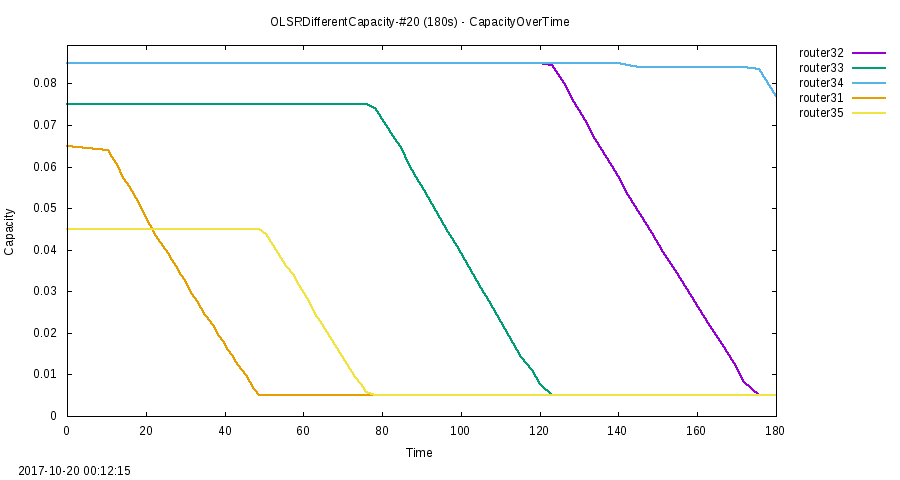 OLSRDifferentCapacity-#20 (180s) - CapacityOverTime
router32
router33
router34
router31
router35
Capacity
0.08
0.07
0.06
0.05
0.04
0.03
0.02
0.01
0
0 20 40 60 80 100 120 140 160 180
Time
2017-10-20 00:12:15